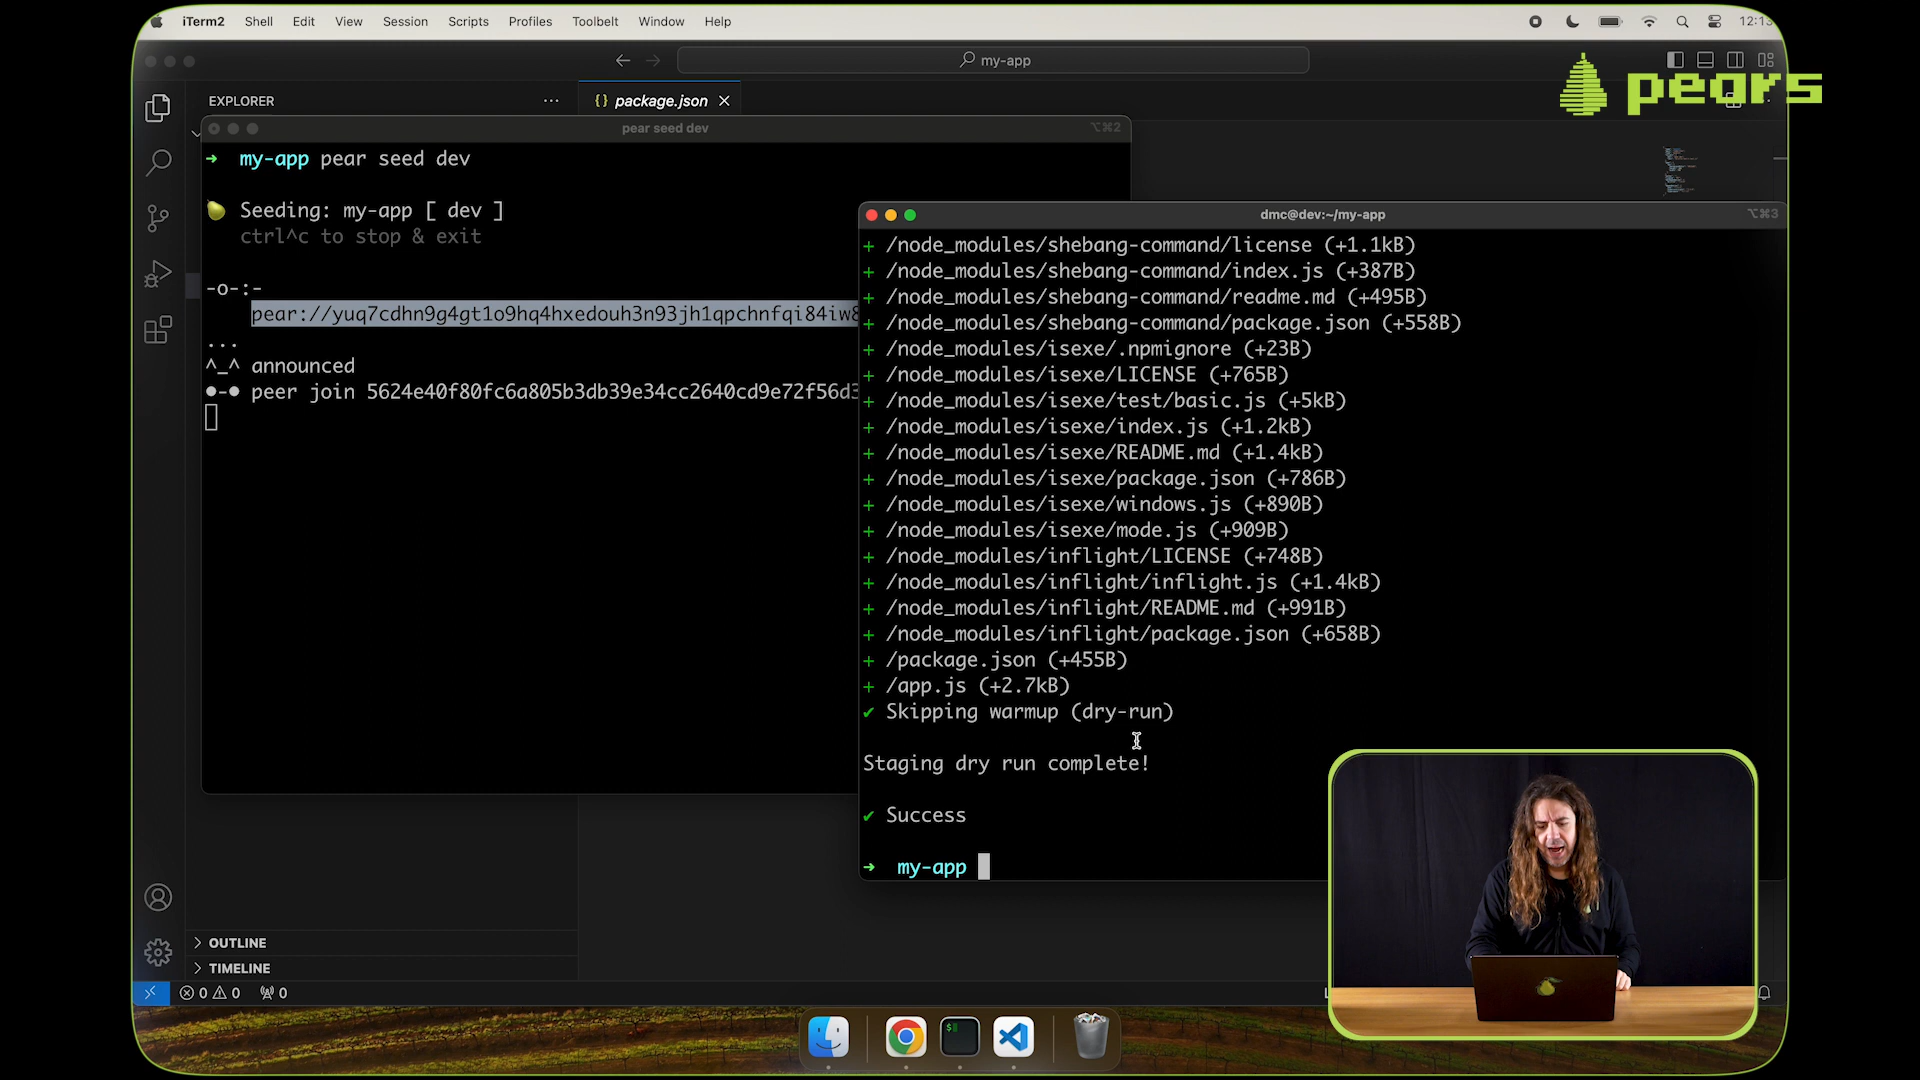 iTerm2 Shell Edit View Session Scripts Profiles Toolbelt Window Help
my-app
pears
EXPLORER
{} package.json
pear seed dev ⌥⌘2
→ my-app pear seed dev
Seeding: my-app [ dev ]
ctrl^c to stop & exit
-o-:-
pear://yuq7cdhn9g4gt1o9hq4hxedouh3n93jh1qpchnfqi84iw8
...
^_^ announced
●-● peer join 5624e40f80fc6a805b3db39e34cc2640cd9e72f56d3
dmc@dev:~/my-app ⌥⌘3
+ /node_modules/shebang-command/license (+1.1kB)
+ /node_modules/shebang-command/index.js (+387B)
+ /node_modules/shebang-command/readme.md (+495B)
+ /node_modules/shebang-command/package.json (+558B)
+ /node_modules/isexe/.npmignore (+23B)
+ /node_modules/isexe/LICENSE (+765B)
+ /node_modules/isexe/test/basic.js (+5kB)
+ /node_modules/isexe/index.js (+1.2kB)
+ /node_modules/isexe/README.md (+1.4kB)
+ /node_modules/isexe/package.json (+786B)
+ /node_modules/isexe/windows.js (+890B)
+ /node_modules/isexe/mode.js (+909B)
+ /node_modules/inflight/LICENSE (+748B)
+ /node_modules/inflight/inflight.js (+1.4kB)
+ /node_modules/inflight/README.md (+991B)
+ /node_modules/inflight/package.json (+658B)
+ /package.json (+455B)
+ /app.js (+2.7kB)
✔ Skipping warmup (dry-run)
Staging dry run complete!
✔ Success
→ my-app
OUTLINE
TIMELINE
0 0 0